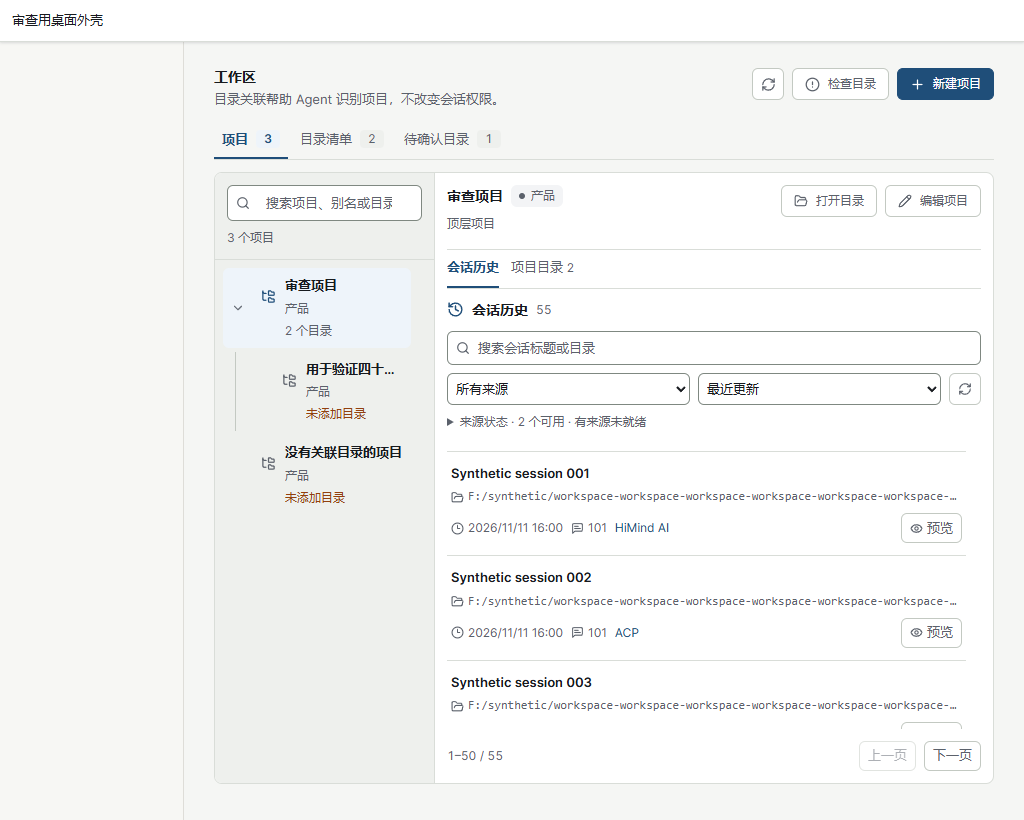 审查用桌面外壳
工作区
目录关联帮助 Agent 识别项目，不改变会话权限。
检查目录
新建项目
项目 3
目录清单 2
待确认目录 1
搜索项目、别名或目录
3 个项目
审查项目
产品
2 个目录
用于验证四十...
产品
未添加目录
没有关联目录的项目
产品
未添加目录
审查项目
产品
顶层项目
打开目录
编辑项目
会话历史
项目目录 2
会话历史 55
搜索会话标题或目录
所有来源
最近更新
来源状态 · 2 个可用 · 有来源未就绪
Synthetic session 001
F:/synthetic/workspace-workspace-workspace-workspace-workspace-workspace-…
2026/11/11 16:00 101 HiMind AI
预览
Synthetic session 002
F:/synthetic/workspace-workspace-workspace-workspace-workspace-workspace-…
2026/11/11 16:00 101 ACP
预览
Synthetic session 003
F:/synthetic/workspace-workspace-workspace-workspace-workspace-workspace-…
1–50 / 55
上一页
下一页